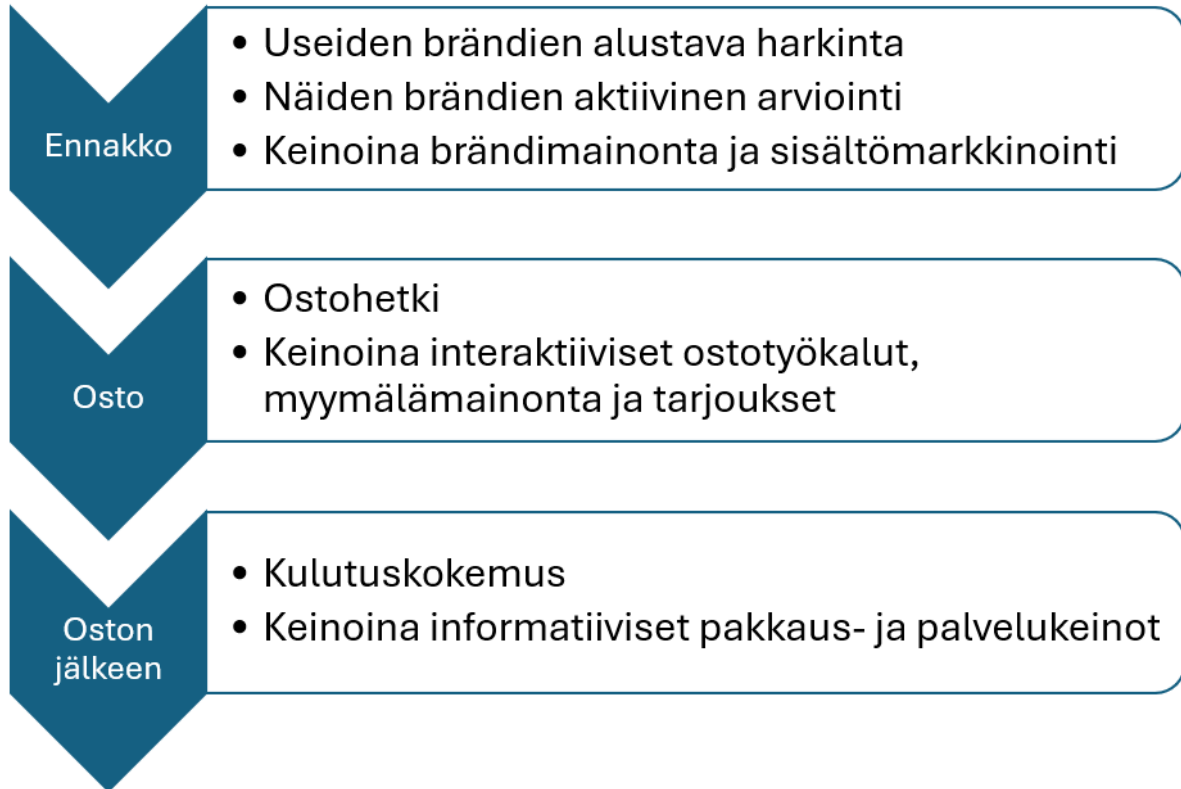 Ennakko
• Useiden brändien alustava harkinta
• Näiden brändien aktiivinen arviointi
• Keinoina brändimainonta ja sisältömarkkinointi
Osto
• Ostohetki
• Keinoina interaktiiviset ostotyökalut,
myymälämainonta ja tarjoukset
Oston
jälkeen
• Kulutuskokemus
• Keinoina informatiiviset pakkaus- ja palvelukeinot